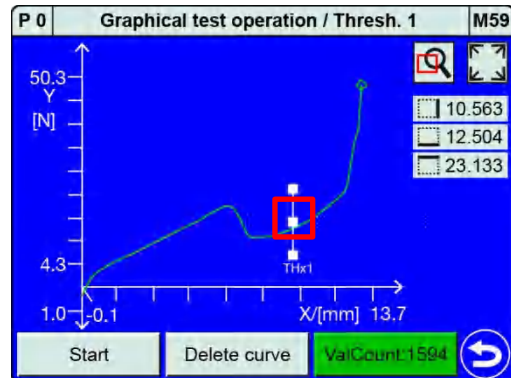 P 0 Graphical test operation / Thresh. 1 M59
50.3
Y
[N]
10.563
12.504
23.133
4.3
THx1
1.0 -0.1 X/[mm] 13.7
Start Delete curve ValCount:1594